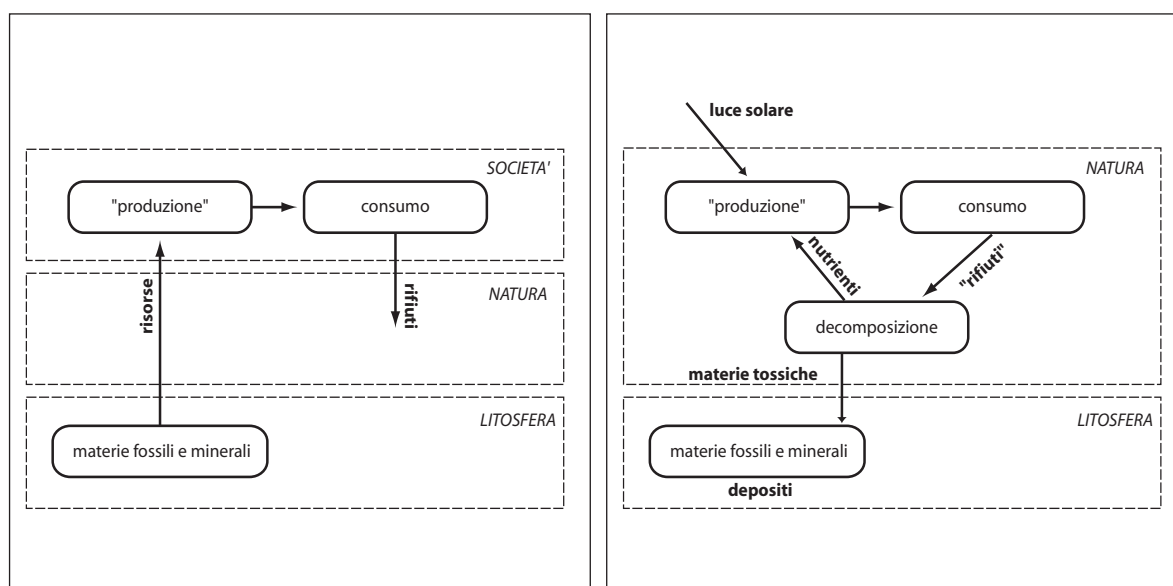 SOCIETA'
"produzione"
consumo
risorse
rifiuti
NATURA
LITOSFERA
materie fossili e minerali
luce solare
NATURA
"produzione"
consumo
nutrienti
"rifiuti"
decomposizione
materie tossiche
LITOSFERA
materie fossili e minerali
depositi